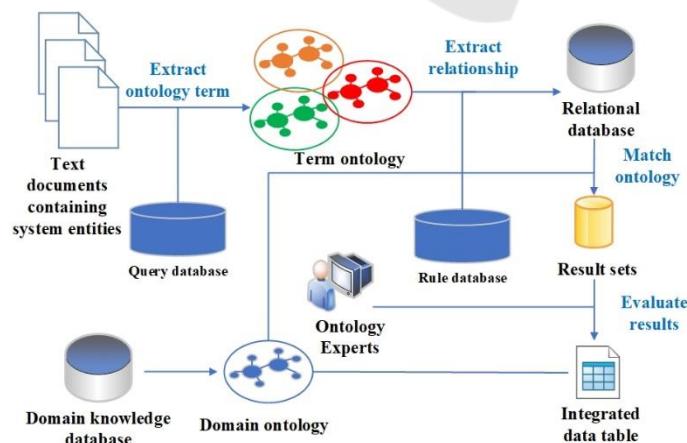 Extract
ontology term
Extract
relationship
Relational
database
Term ontology
Text
documents
containing
system entities
Match
ontology
Query database
Rule database
Result sets
Ontology
Experts
Evaluate
results
Domain knowledge
database
Domain ontology
Integrated
data table